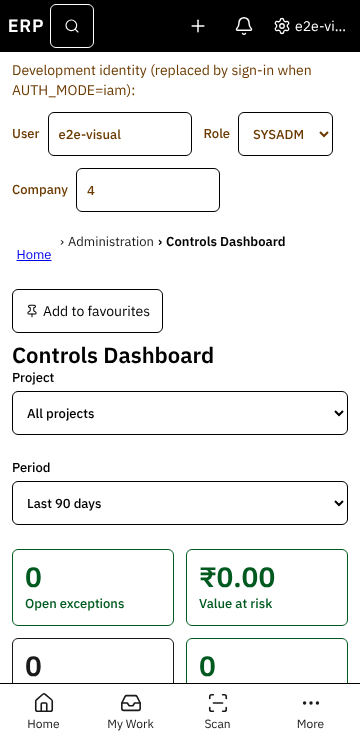 ERP
e2e-vi...
Development identity (replaced by sign-in when
AUTH_MODE=iam):
User e2e-visual Role SYSADM
Company 4
Home › Administration › Controls Dashboard
Add to favourites
Controls Dashboard
Project
All projects
Period
Last 90 days
0 ₹0.00
Open exceptions Value at risk
0 0
Home My Work Scan More